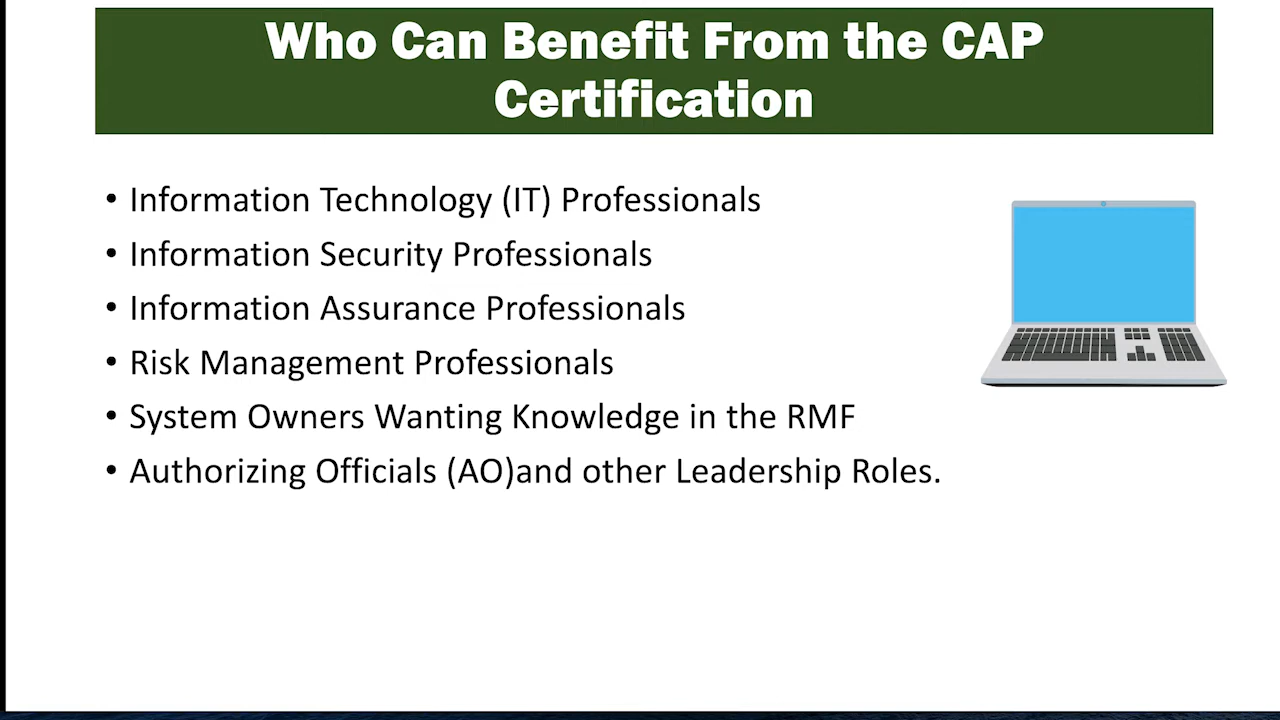 Who Can Benefit From the CAP
Certification
• Information Technology (IT) Professionals
• Information Security Professionals
• Information Assurance Professionals
• Risk Management Professionals
• System Owners Wanting Knowledge in the RMF
• Authorizing Officials (AO)and other Leadership Roles.